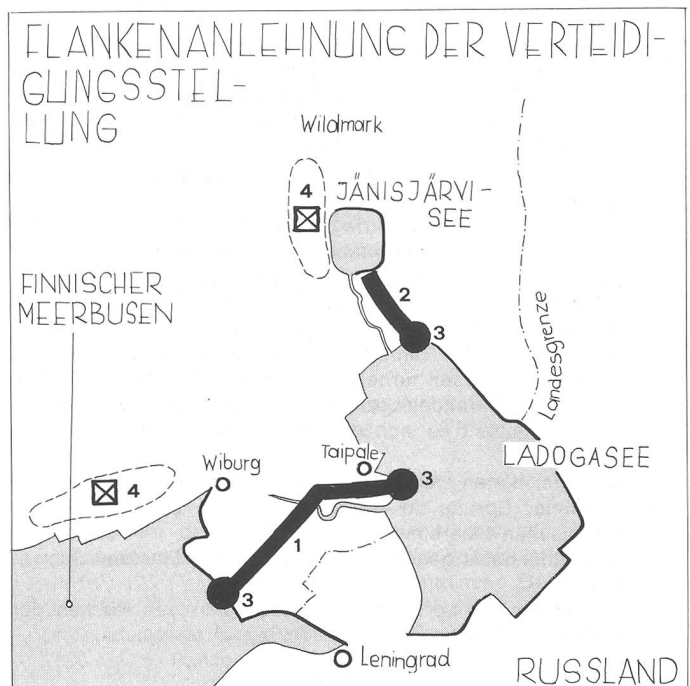 FLANKENANLEHNUNG DER VERTEIDI-
GUNGSSTEL-
LUNG
Wildmark
4
JÄNISJÄRVI-
SEE
FINNISCHER
MEERBUSEN
2
3
Landesgrenze
Wiburg
Taipale
LADOGASEE
4
3
1
3
Leningrad
RUSSLAND